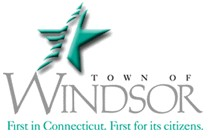 TOWN OF
WINDSOR
First in Connecticut. First for its citizens.